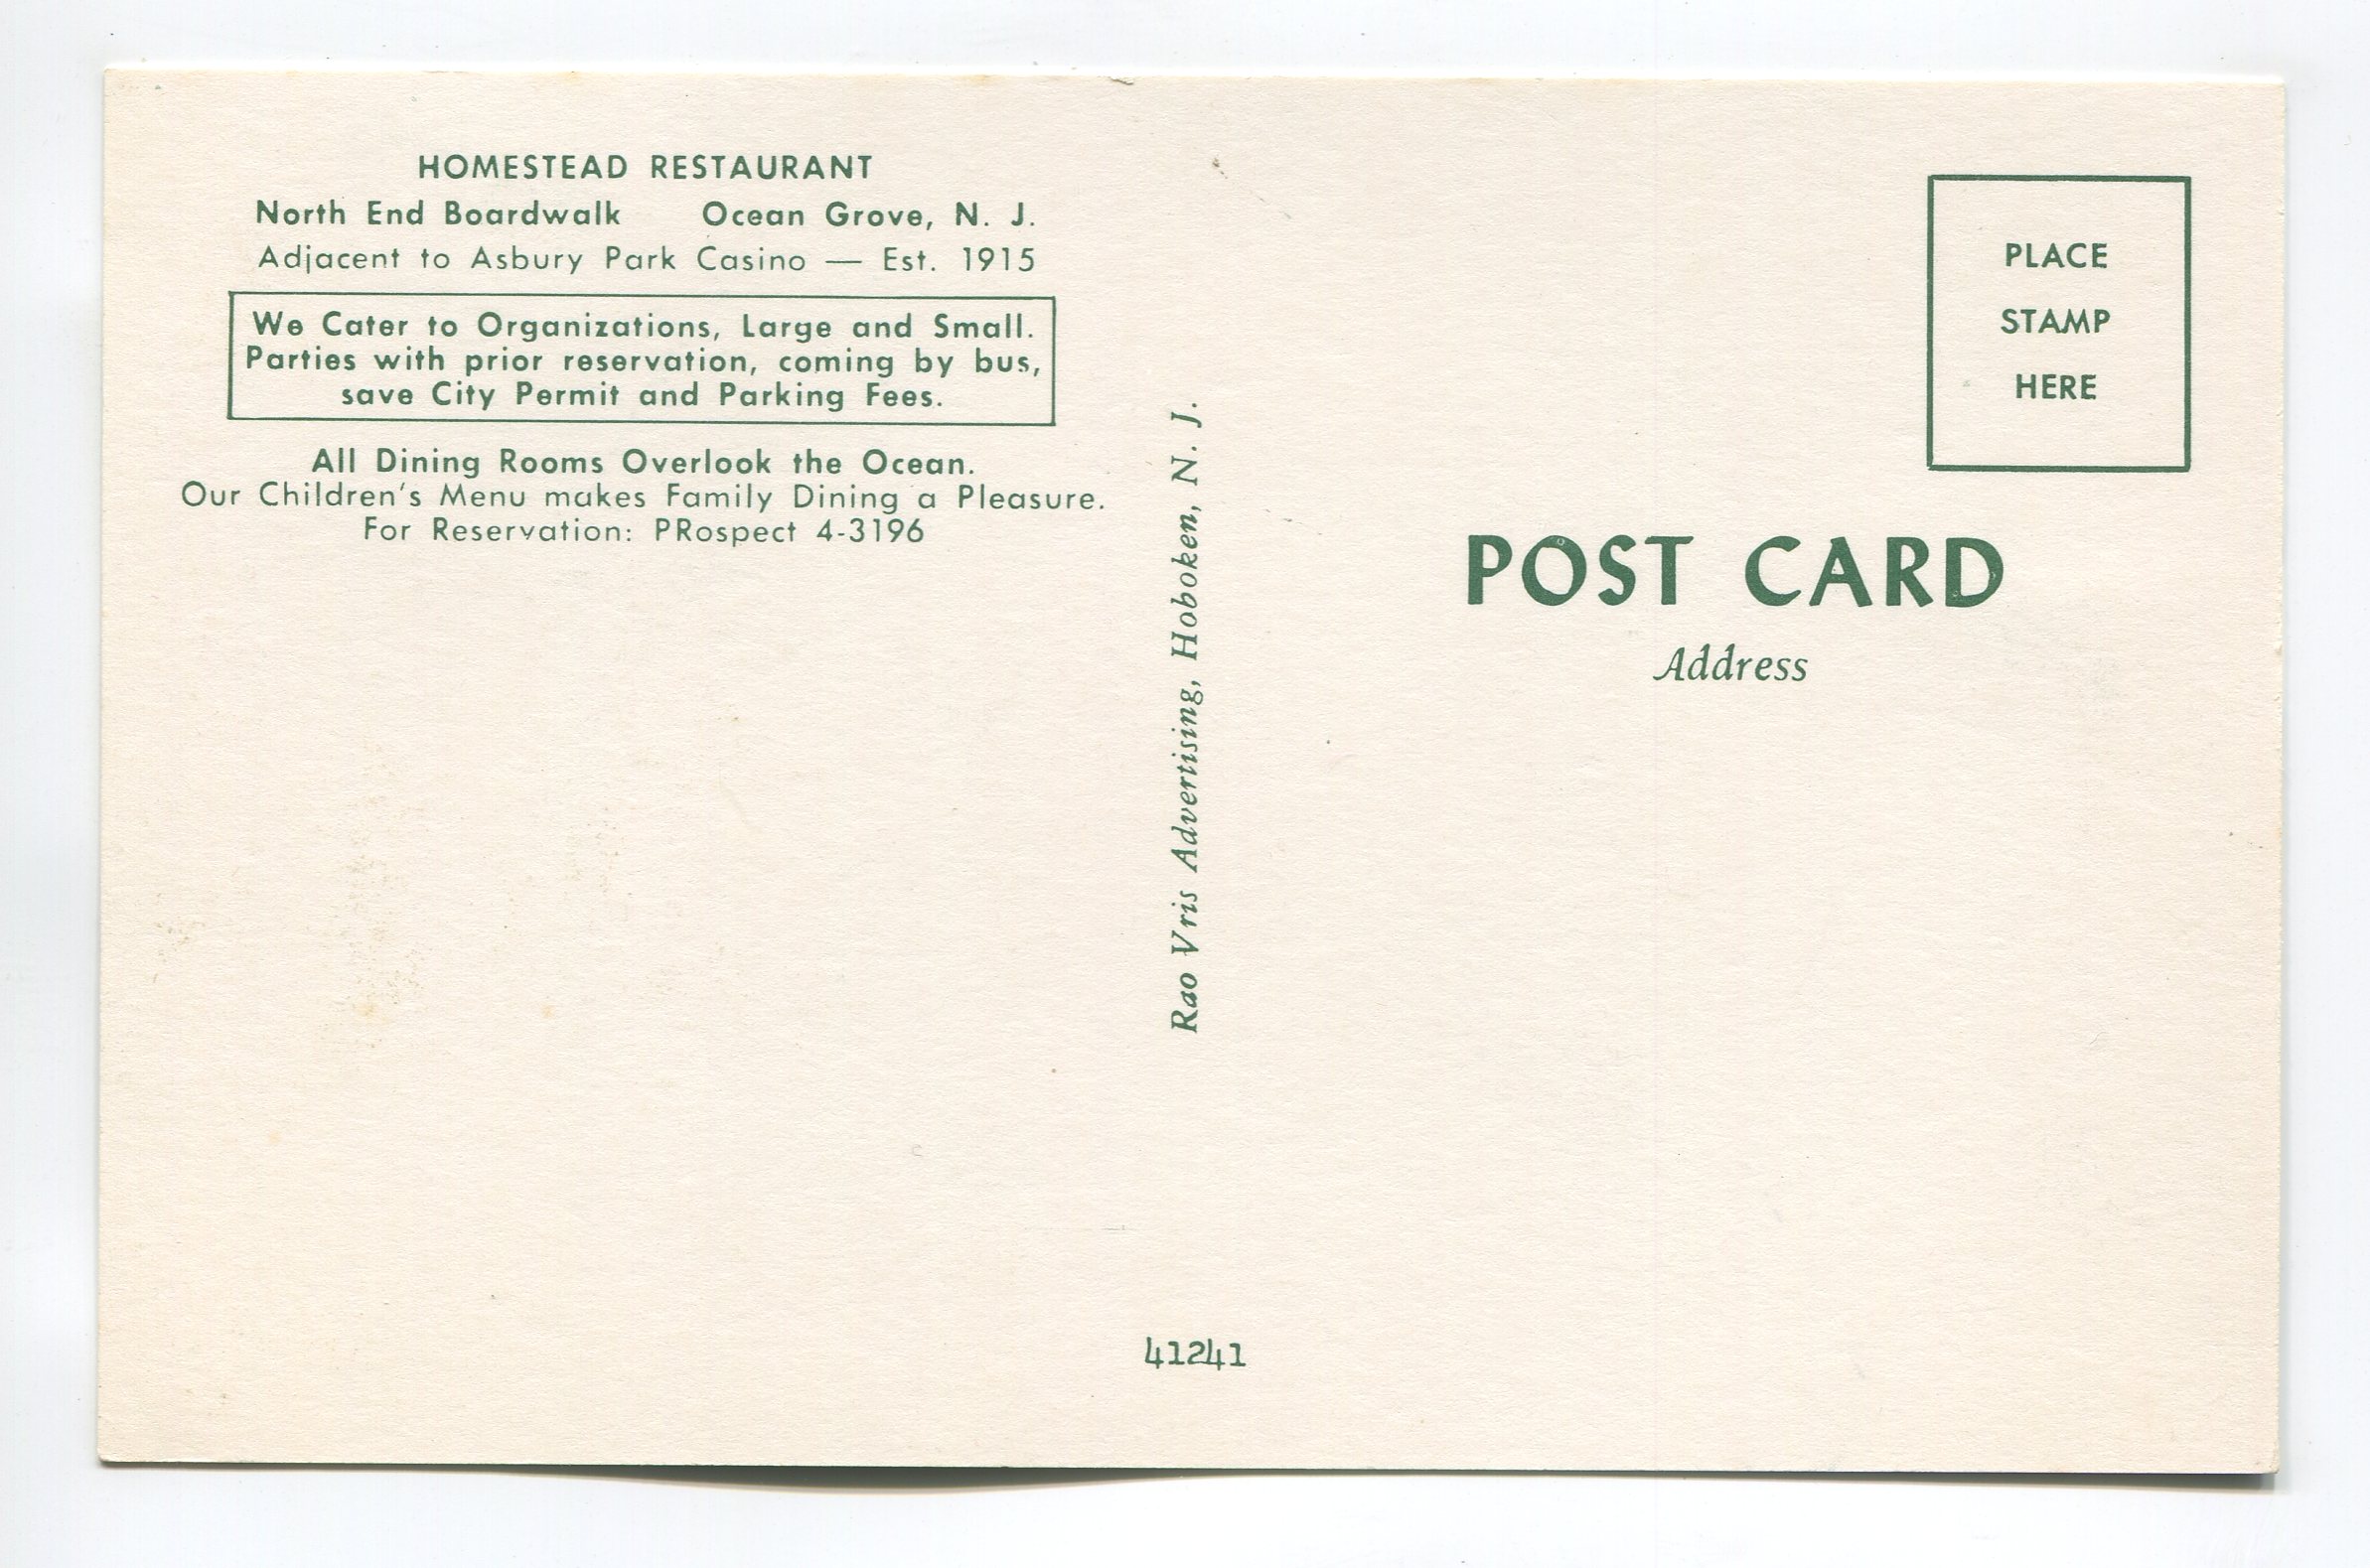 HOMESTEAD RESTAURANT
North End Boardwalk Ocean Grove, N. J.
Adjacent to Asbury Park Casino — Est. 1915
We Cater to Organizations, Large and Small.
Parties with prior reservation, coming by bus,
save City Permit and Parking Fees.
All Dining Rooms Overlook the Ocean.
Our Children's Menu makes Family Dining a Pleasure.
For Reservation: PRospect 4-3196
Rao Vris Advertising, Hoboken, N. J.
41241
PLACE
STAMP
HERE
POST CARD
Address